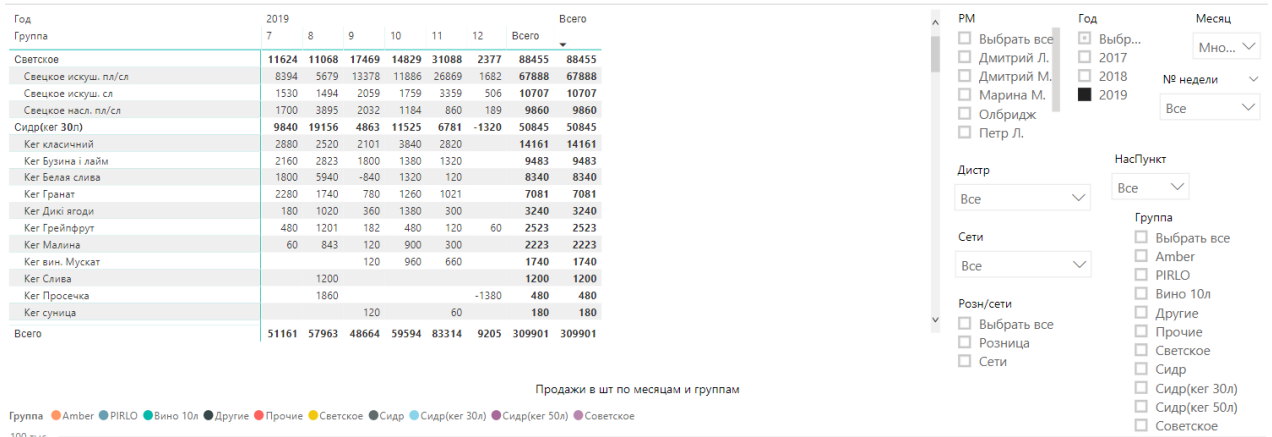 Год 2019 Всего
Группа 7 8 9 10 11 12 Всего
Светское 11624 11068 17469 14829 31088 2377 88455 88455
Свецкое искуш. пл/сл 8394 5679 13378 11886 26869 1682 67888 67888
Свецкое искуш. сл 1530 1494 2059 1759 3359 506 10707 10707
Свецкое насл. пл/сл 1700 3895 2032 1184 860 189 9860 9860
Сидр(кег 30л) 9840 19156 4863 11525 6781 -1320 50845 50845
Кег класичний 2880 2520 2101 3840 2820 14161 14161
Кег Бузина і лайм 2160 2823 1800 1380 1320 9483 9483
Кег Белая слива 1800 5940 -840 1320 120 8340 8340
Кег Гранат 2280 1740 780 1260 1021 7081 7081
Кег Дикі ягоди 180 1020 360 1380 300 3240 3240
Кег Грейпфрут 480 1201 182 480 120 60 2523 2523
Кег Малина 60 843 120 900 300 2223 2223
Кег вин. Мускат 120 960 660 1740 1740
Кег Слива 1200 1200 1200
Кег Просечка 1860 -1380 480 480
Кег суница 120 60 180 180
Всего 51161 57963 48664 59594 83314 9205 309901 309901
РМ
Выбрать все
Дмитрий Л.
Дмитрий М.
Марина М.
Олбридж
Петр Л.
Год
Выбр...
2017
2018
2019
Месяц
Мно...
№ недели
Все
Дистр
Все
НасПункт
Все
Сети
Все
Розн/сети
Выбрать все
Розница
Сети
Группа
Выбрать все
Amber
PIRLO
Вино 10л
Другие
Прочие
Светское
Сидр
Сидр(кег 30л)
Сидр(кег 50л)
Советское
Продажи в шт по месяцам и группам
Группа Amber PIRLO Вино 10л Другие Прочие Светское Сидр Сидр(кег 30л) Сидр(кег 50л) Советское